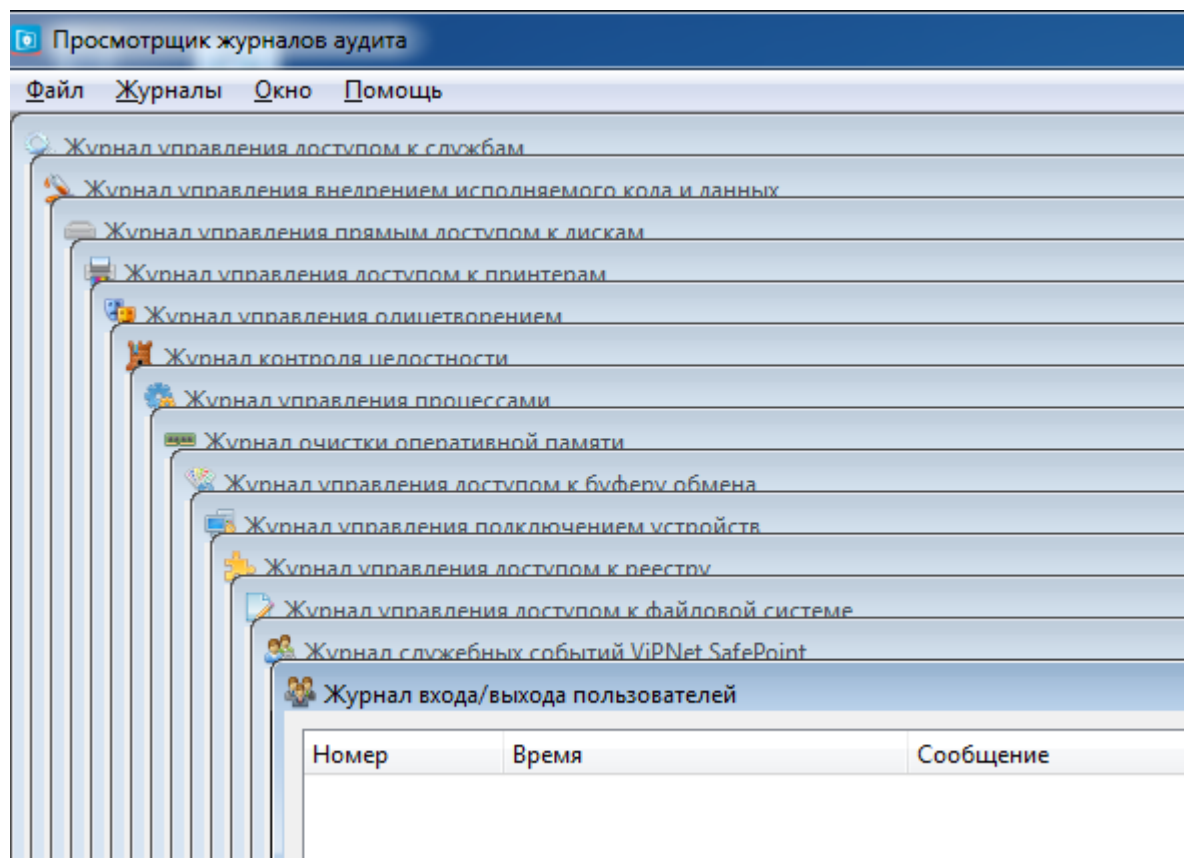 Просмотрщик журналов аудита
Файл Журналы Окно Помощь
Журнал управления доступом к службам
Журнал управления внедрением исполняемого кода и данных
Журнал управления прямым доступом к дискам
Журнал управления доступом к принтерам
Журнал управления олицетворением
Журнал контроля целостности
Журнал управления процессами
Журнал очистки оперативной памяти
Журнал управления доступом к буферу обмена
Журнал управления подключением устройств
Журнал управления доступом к реестру
Журнал управления доступом к файловой системе
Журнал служебных событий ViPNet SafePoint
Журнал входа/выхода пользователей
Номер Время Сообщение